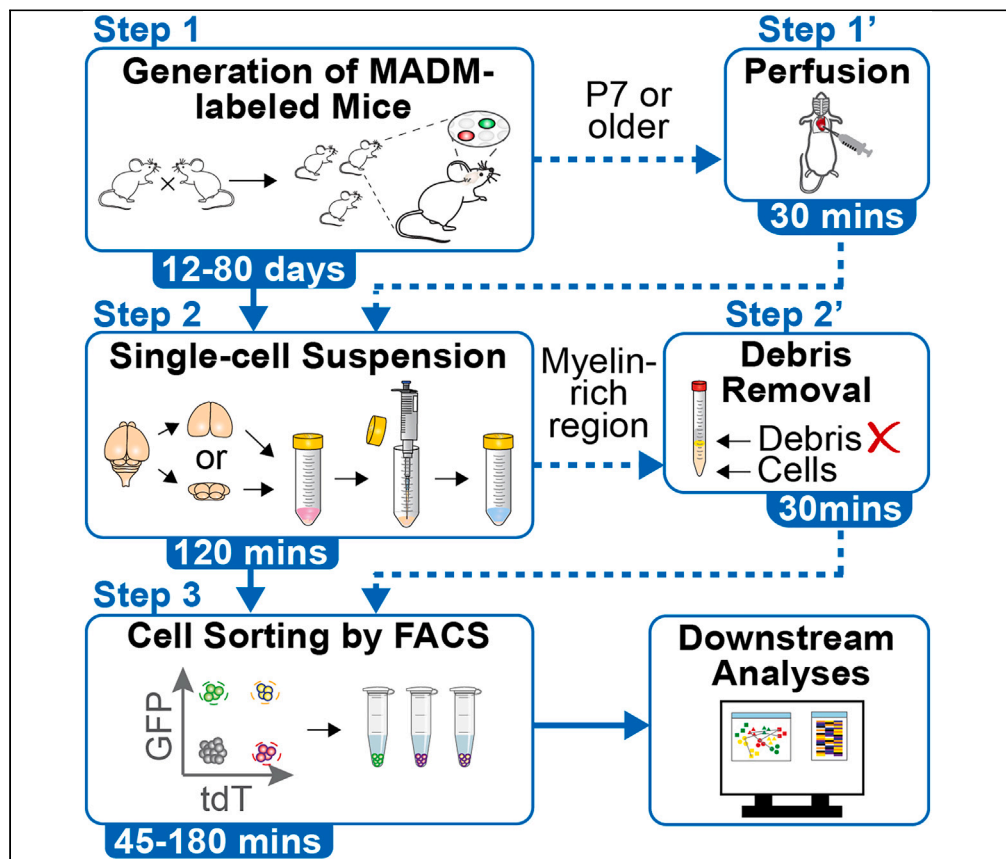 Step 1
Generation of MADM-
labeled Mice
×
12-80 days
P7 or
older
Step 1’
Perfusion
30 mins
Step 2
Single-cell Suspension
or
120 mins
Myelin-
rich
region
Step 2’
Debris
Removal
Debris X
Cells
30mins
Step 3
Cell Sorting by FACS
GFP
tdT
45-180 mins
Downstream
Analyses